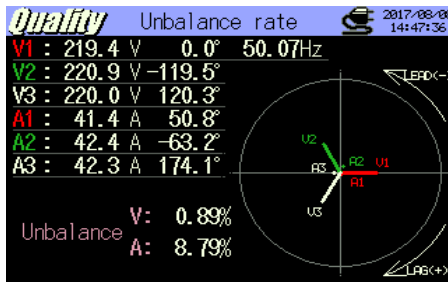 Quality Unbalance rate 2017/08/0
14:47:36
V1 : 219.4 V 0.0° 50.07Hz
V2 : 220.9 V -119.5°
V3 : 220.0 V 120.3°
A1 : 41.4 A 50.8°
A2 : 42.4 A -63.2°
A3 : 42.3 A 174.1°
Unbalance V: 0.89%
A: 8.79%
LEAD(-)
V2
A3 A2 V1
A1
V3
LAG(+)